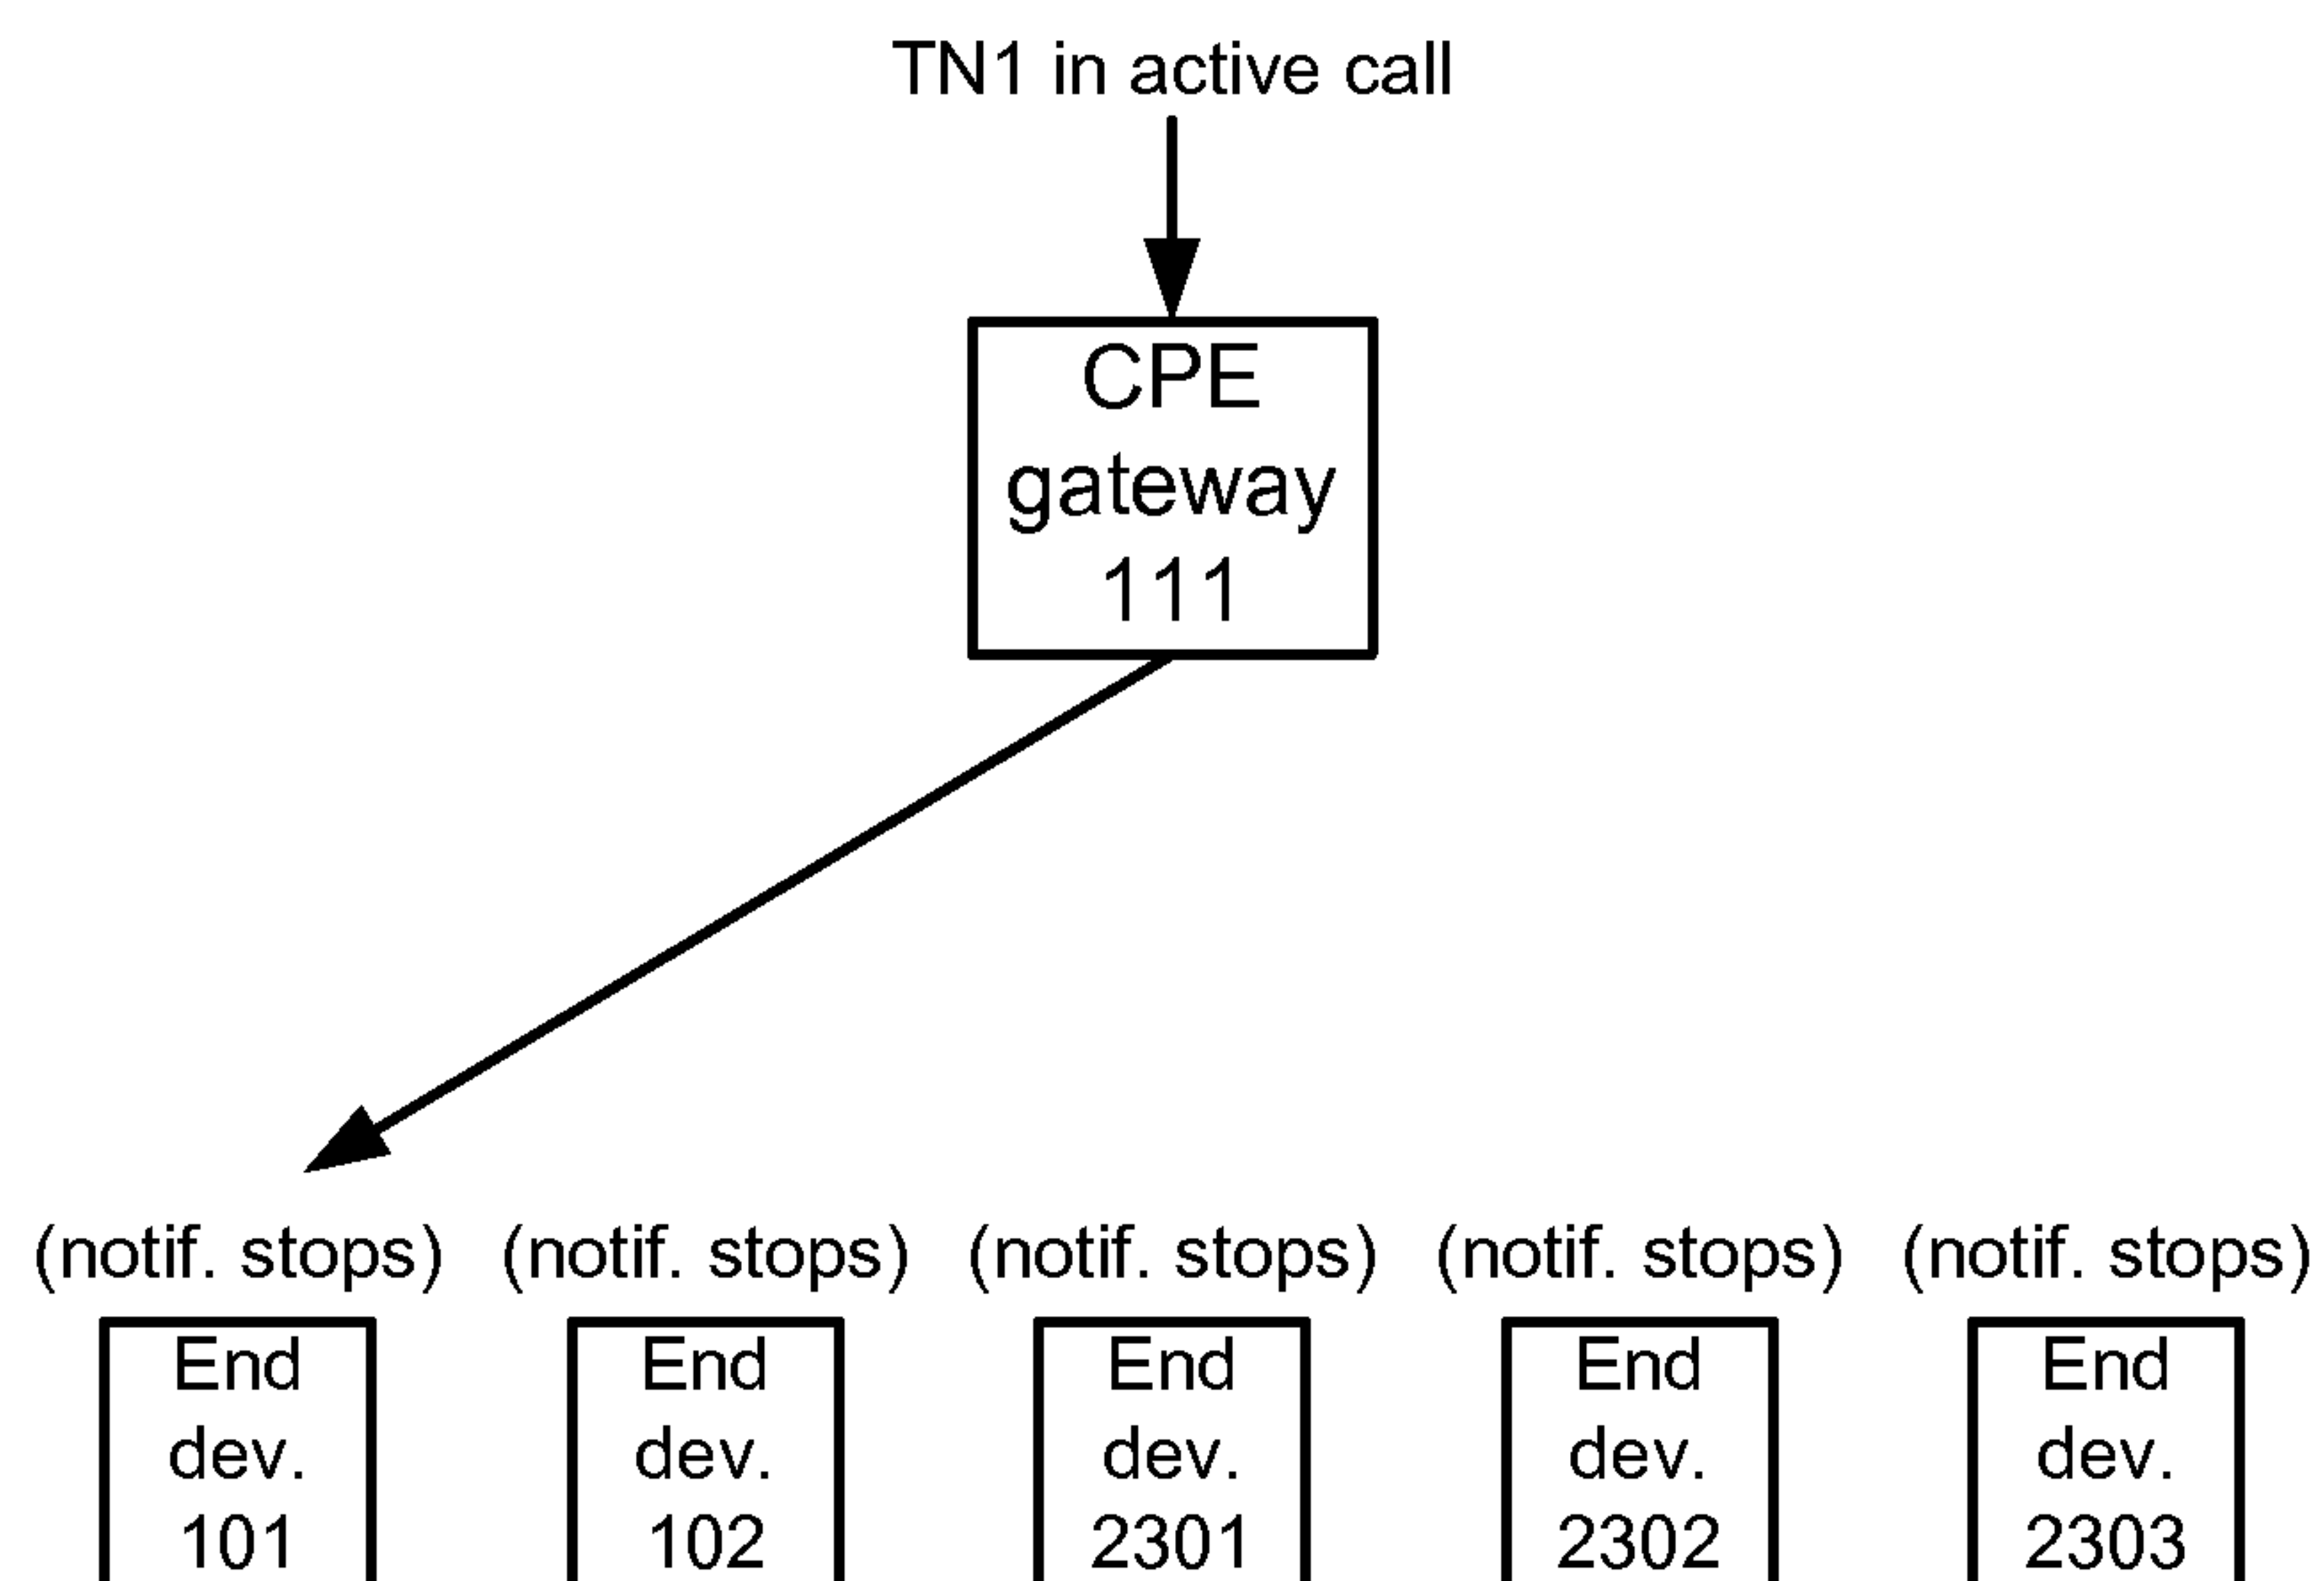 TN1 in active call
CPE
gateway
111
(notif. stops) (notif. stops) (notif. stops) (notif. stops) (notif. stops)
End
dev.
101
End
dev.
102
End
dev.
2301
End
dev.
2302
End
dev.
2303